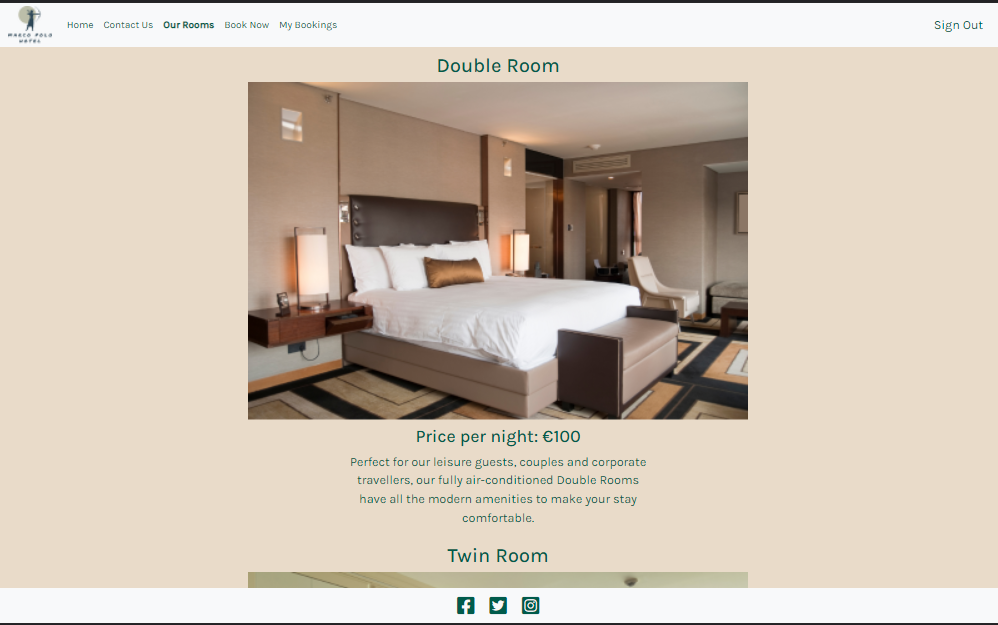 MARCO POLO
HOTEL
Home Contact Us Our Rooms Book Now My Bookings
Sign Out
Double Room
Price per night: €100
Perfect for our leisure guests, couples and corporate
travellers, our fully air-conditioned Double Rooms
have all the modern amenities to make your stay
comfortable.
Twin Room